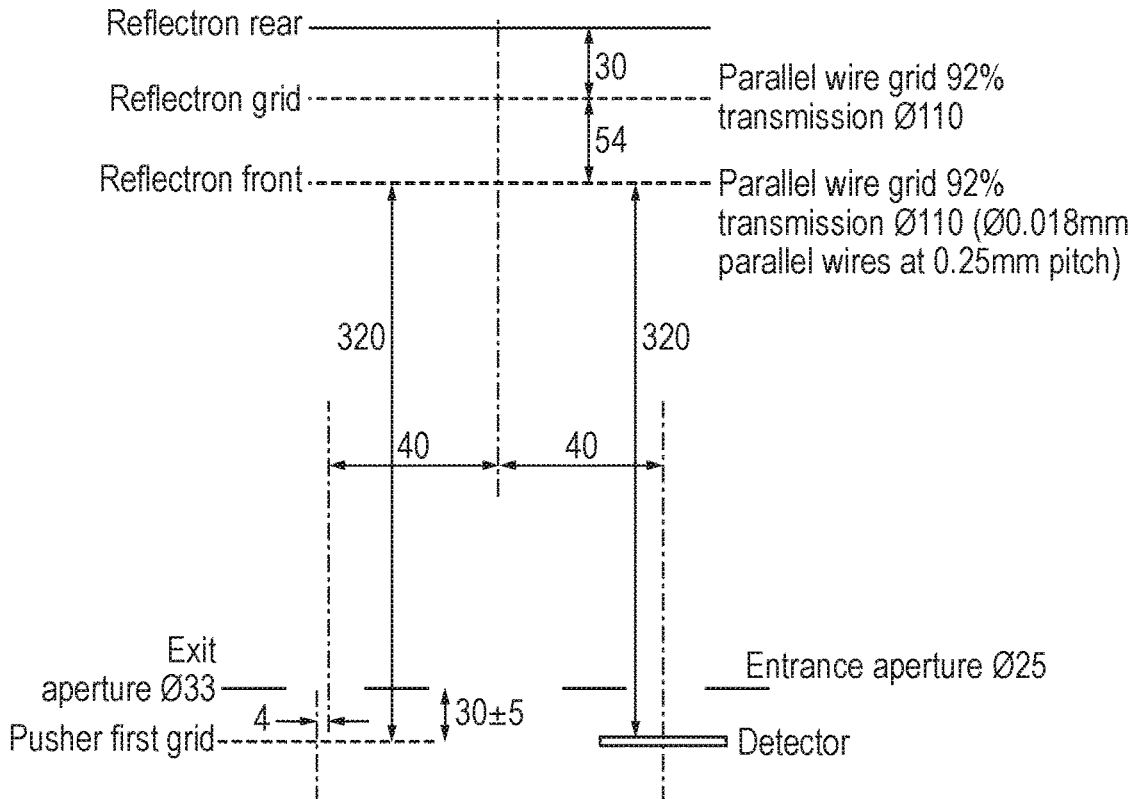 Reflectron rear
30
Reflectron grid
Parallel wire grid 92%
transmission Ø110
54
Reflectron front
Parallel wire grid 92%
transmission Ø110 (Ø0.018mm
parallel wires at 0.25mm pitch)
320
320
40
40
Exit
aperture Ø33
Entrance aperture Ø25
4
30±5
Pusher first grid
Detector